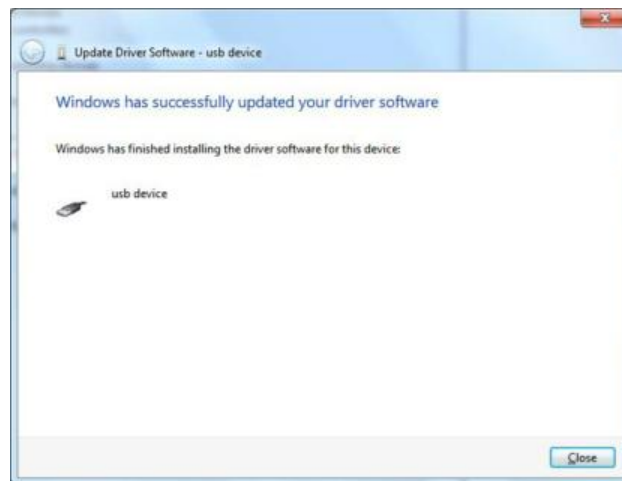 Update Driver Software - usb device
Windows has successfully updated your driver software
Windows has finished installing the driver software for this device:
usb device
Close